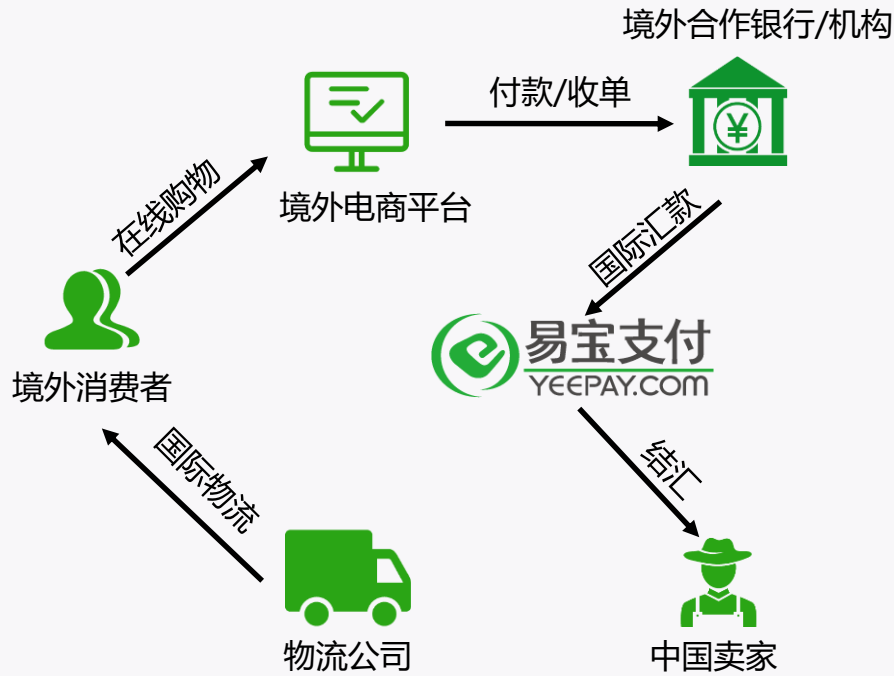 境外合作银行/机构
付款/收单
境外电商平台
在线购物
国际汇款
易宝支付
YEEPAY.COM
境外消费者
国际物流
结汇
物流公司
中国卖家